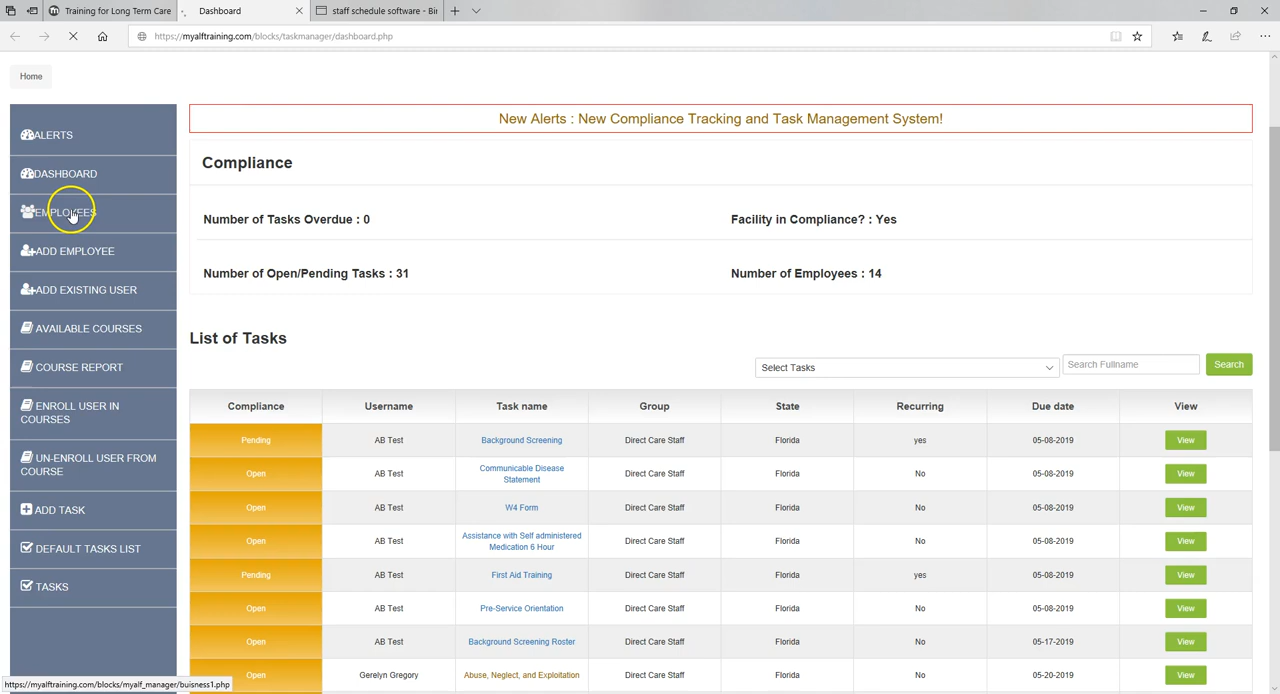 Training for Long Term Care
Dashboard
staff schedule software - Bi
https://myalftraining.com/blocks/taskmanager/dashboard.php
Home
ALERTS
DASHBOARD
EMPLOYEES
ADD EMPLOYEE
ADD EXISTING USER
AVAILABLE COURSES
COURSE REPORT
ENROLL USER IN
COURSES
UN-ENROLL USER FROM
COURSE
ADD TASK
DEFAULT TASKS LIST
TASKS
New Alerts : New Compliance Tracking and Task Management System!
Compliance
Number of Tasks Overdue : 0 Facility in Compliance? : Yes
Number of Open/Pending Tasks : 31 Number of Employees : 14
List of Tasks
Select Tasks Search Fullname Search
Compliance Username Task name Group State Recurring Due date View
Pending AB Test Background Screening Direct Care Staff Florida yes 05-08-2019 View
Open AB Test Communicable Disease Statement Direct Care Staff Florida No 05-08-2019 View
Open AB Test W4 Form Direct Care Staff Florida No 05-08-2019 View
Open AB Test Assistance with Self administered Medication 6 Hour Direct Care Staff Florida No 05-08-2019 View
Pending AB Test First Aid Training Direct Care Staff Florida yes 05-08-2019 View
Open AB Test Pre-Service Orientation Direct Care Staff Florida No 05-08-2019 View
Open AB Test Background Screening Roster Direct Care Staff Florida No 05-17-2019 View
Open Gerelyn Gregory Abuse, Neglect, and Exploitation Direct Care Staff Florida No 05-20-2019 View
https://myalftraining.com/blocks/myalf_manager/buisness1.php